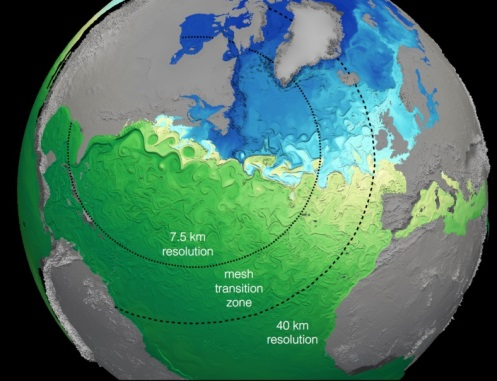 7.5 km
resolution
mesh
transition
zone
40 km
resolution